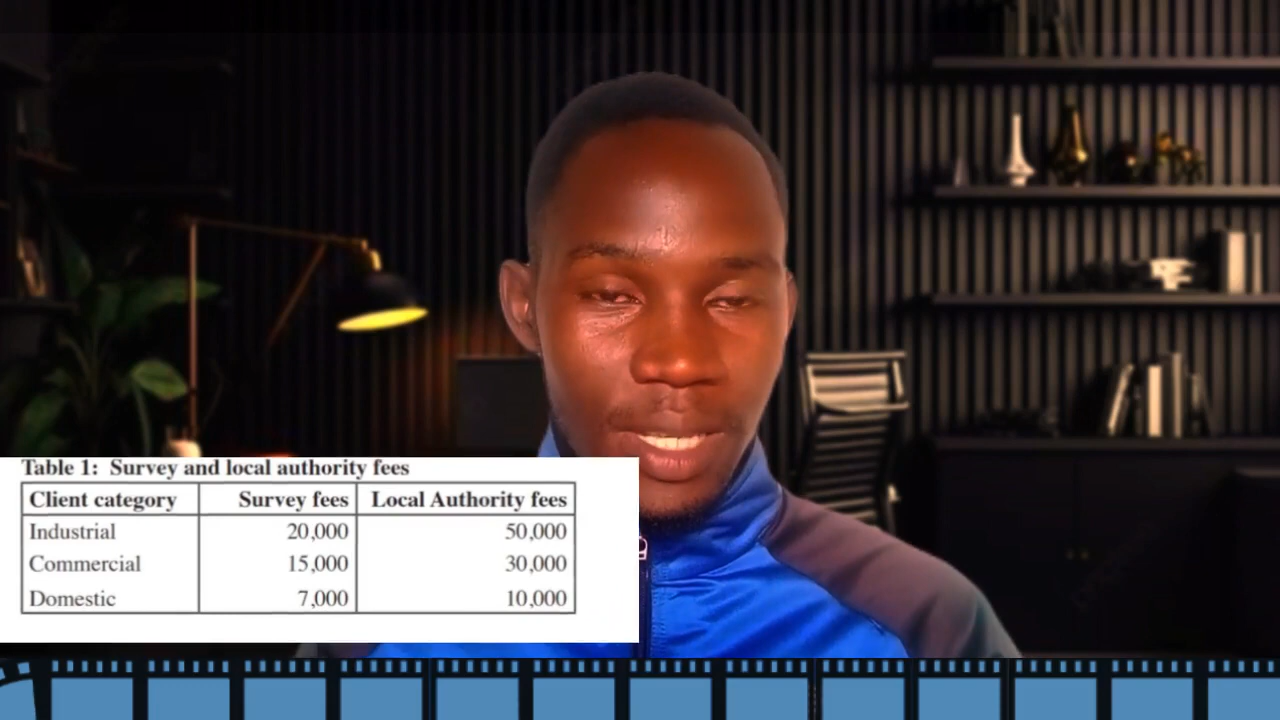 Table 1: Survey and local authority fees
Client category Survey fees Local Authority fees
Industrial 20,000 50,000
Commercial 15,000 30,000
Domestic 7,000 10,000